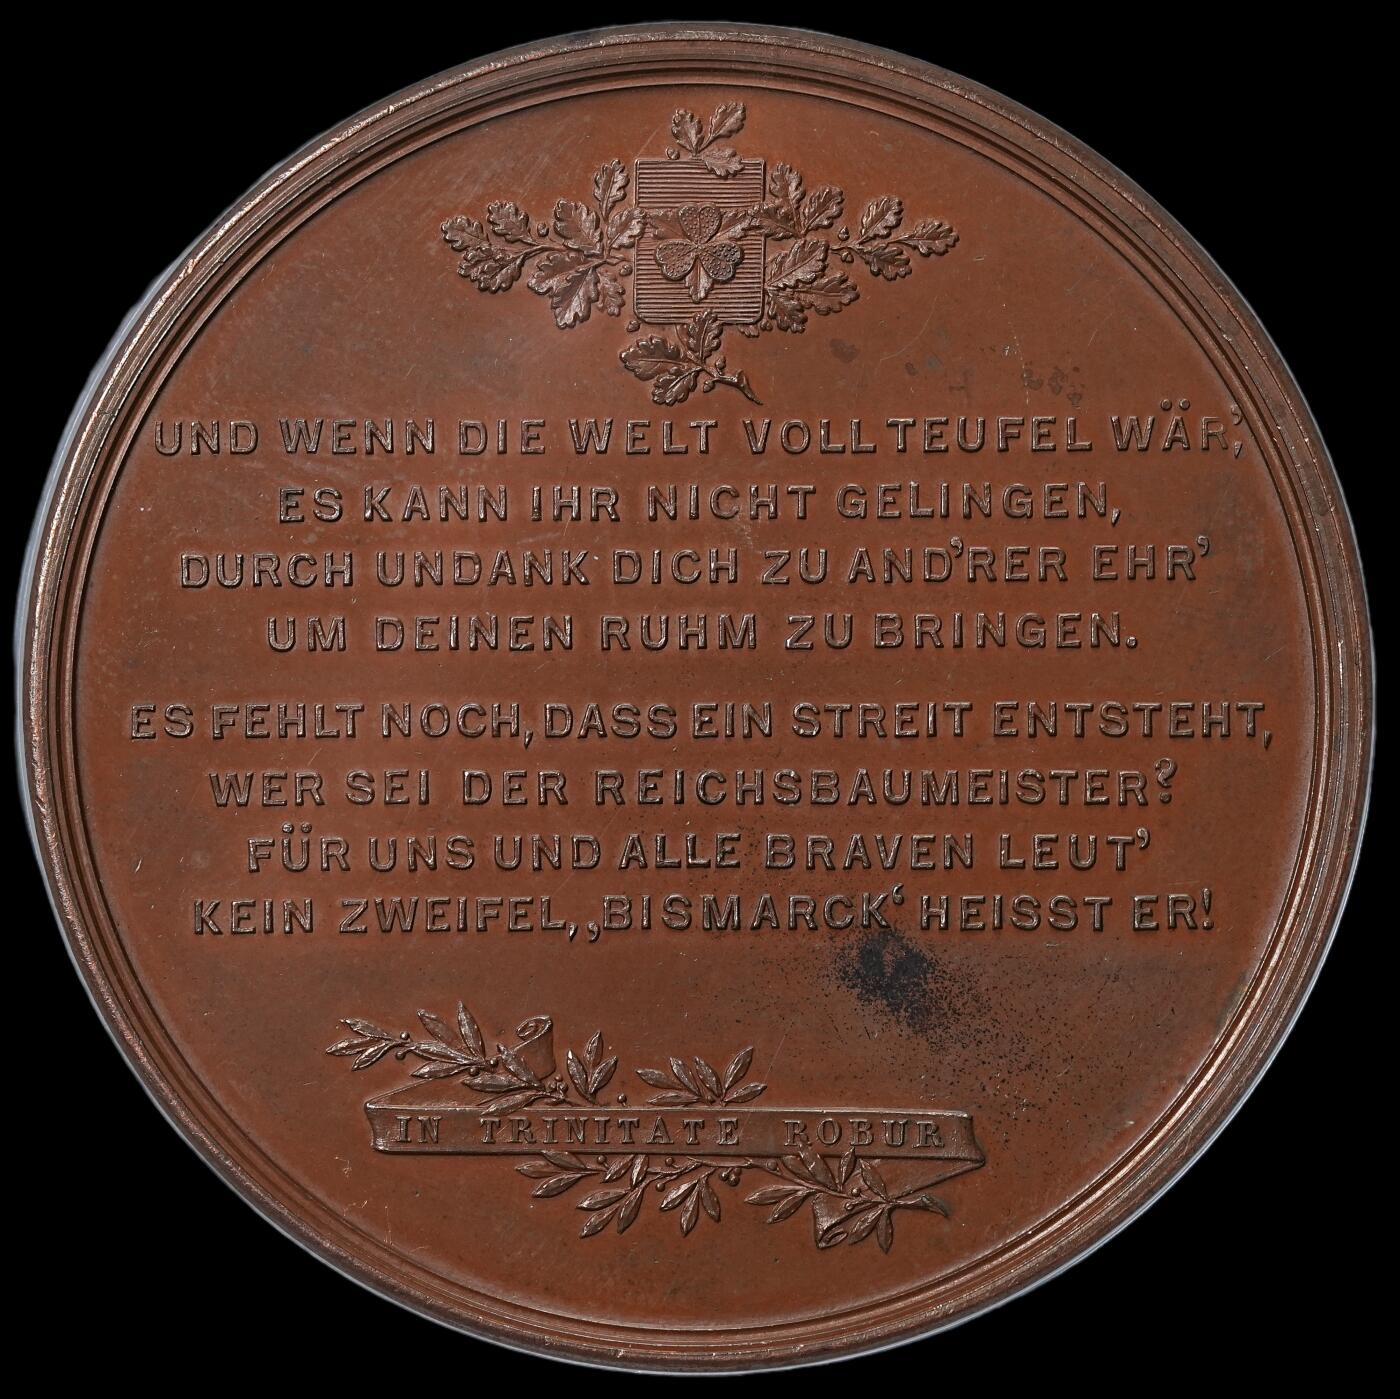 UND WENN DIE WELT VOLL TEUFEL WÄR',
ES KANN IHR NICHT GELINGEN,
DURCH UNDANK DICH ZU AND'RER EHR'
UM DEINEN RUHM ZU BRINGEN.
ES FEHLT NOCH, DASS EIN STREIT ENTSTEHT,
WER SEI DER REICHSBAUMEISTER?
FÜR UNS UND ALLE BRAVEN LEUT'
KEIN ZWEIFEL, ‚BISMARCK‘ HEISST ER!
IN TRINITATE ROBUR